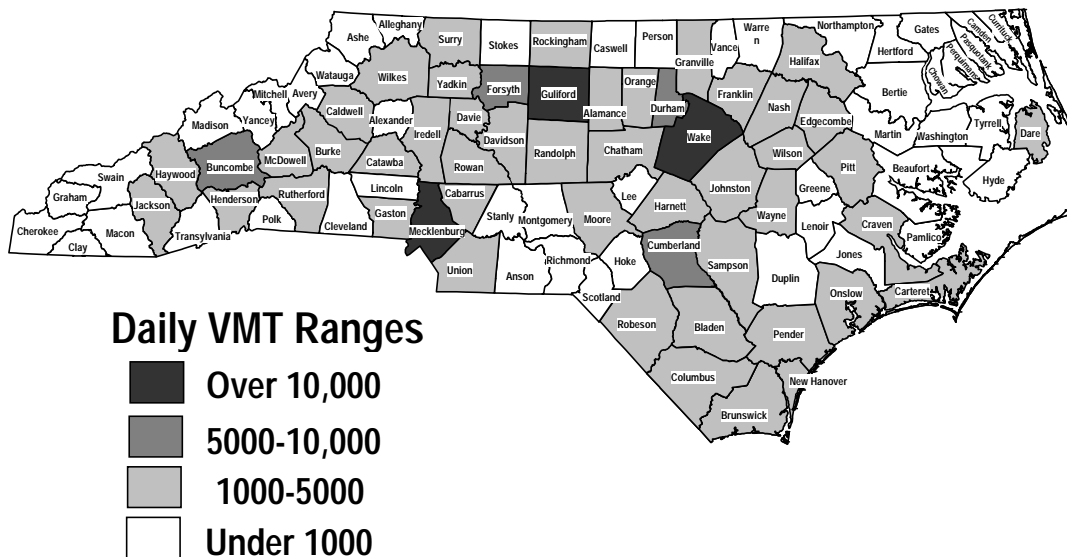 Alleghany
Ashe
Surry
Stokes
Rockingham
Caswell
Person
Vance
Warre
n
Northampton
Gates
Camden
Currituck
Pasquotank
Perquimans
Chowan
Hertford
Granville
Halifax
Watauga
Wilkes
Yadkin
Forsyth
Guliford
Orange
Durham
Franklin
Bertie
Mitchell
Avery
Caldwell
Alexander
Davie
Alamance
Nash
Edgecombe
Madison
Yancey
Iredell
Davidson
Wake
Martin
Washington
Tyrrell
Dare
Buncombe
McDowell
Burke
Catawba
Rowan
Randolph
Chatham
Wilson
Pitt
Beaufort
Hyde
Swain
Haywood
Rutherford
Lincoln
Cabarrus
Lee
Johnston
Greene
Graham
Jackson
Henderson
Polk
Cleveland
Gaston
Mecklenburg
Stanly
Montgomery
Moore
Harnett
Wayne
Lenoir
Craven
Pamlico
Cherokee
Clay
Macon
Transylvania
Union
Anson
Richmond
Hoke
Cumberland
Sampson
Duplin
Jones
Scotland
Onslow
Carteret
Robeson
Bladen
Pender
Columbus
New Hanover
Brunswick
Daily VMT Ranges
Over 10,000
5000-10,000
1000-5000
Under 1000